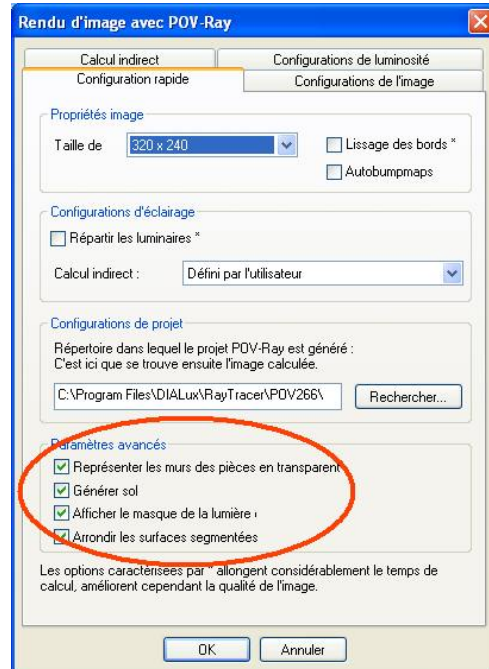 Rendu d'image avec POV-Ray
Calcul indirect
Configurations de luminosité
Configuration rapide
Configurations de l'image
Propriétés image
Taille de
320 x 240
Lissage des bords *
Autobumpmaps
Configurations d'éclairage
Répartir les luminaires *
Calcul indirect :
Défini par l'utilisateur
Configurations de projet
Répertoire dans lequel le projet POV-Ray est généré :
C'est ici que se trouve ensuite l'image calculée.
C:\Program Files\DIALux\RayTracer\POV266\
Rechercher...
Paramètres avancés
Représenter les murs des pièces en transparent
Générer sol
Afficher le masque de la lumière
Arrondir les surfaces segmentées
Les options caractérisées par * allongent considérablement le temps de
calcul, améliorent cependant la qualité de l'image.
OK
Annuler